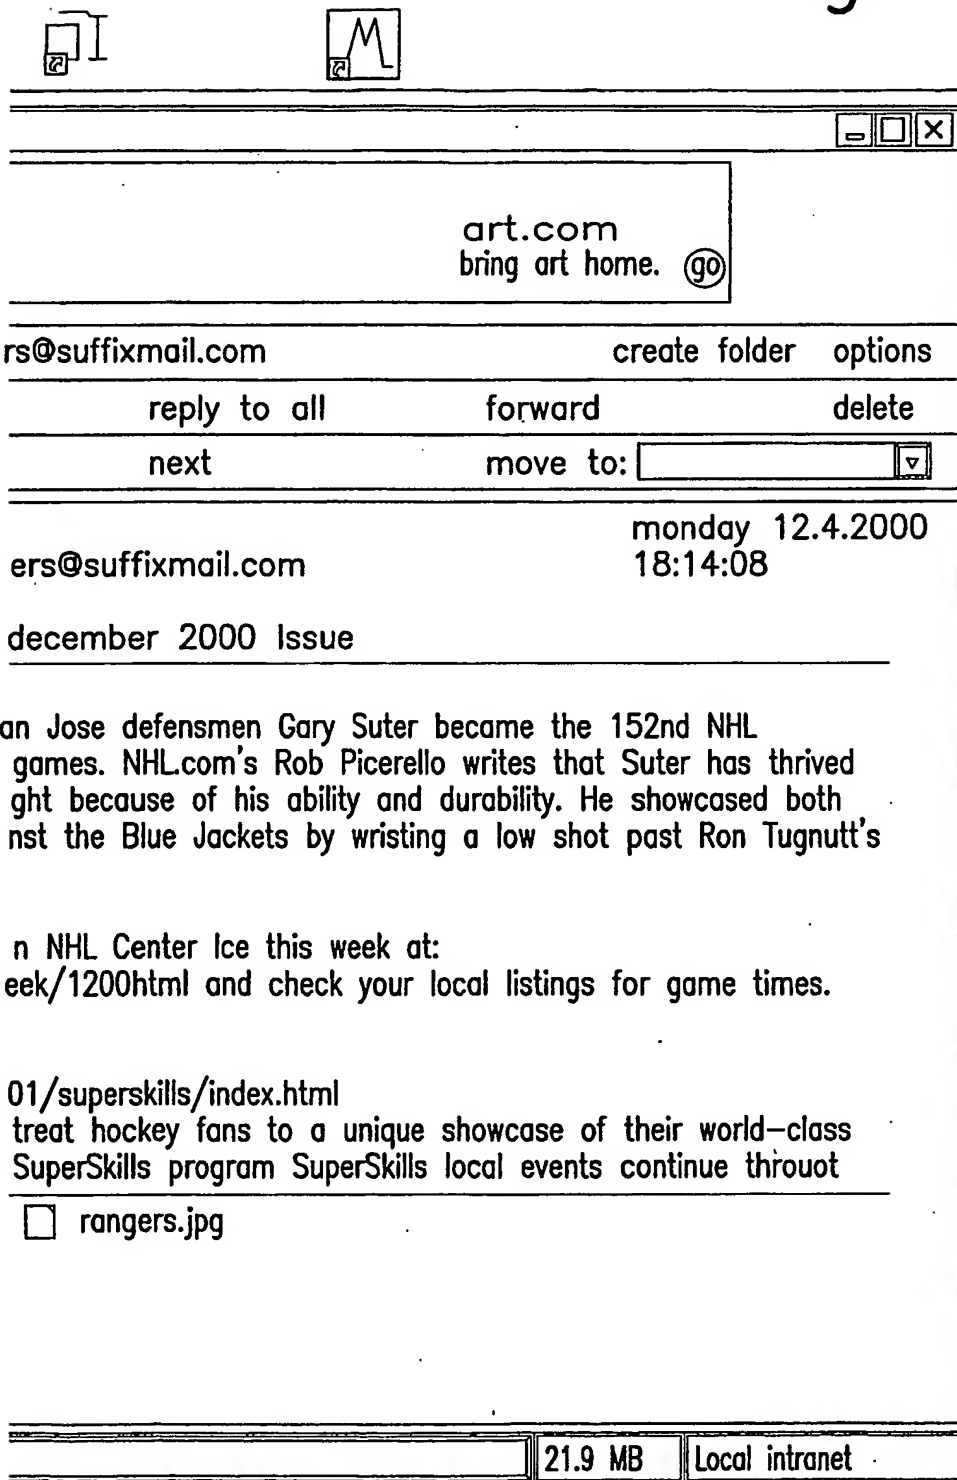 art.com
bring art home. go
rs@suffixmail.com create folder options
reply to all forward delete
next move to:
monday 12.4.2000
ers@suffixmail.com 18:14:08
december 2000 Issue
an Jose defensmen Gary Suter became the 152nd NHL
games. NHL.com's Rob Picerello writes that Suter has thrived
ght because of his ability and durability. He showcased both
nst the Blue Jackets by wristing a low shot past Ron Tugnutt's
n NHL Center Ice this week at:
eek/1200html and check your local listings for game times.
01/superskills/index.html
treat hockey fans to a unique showcase of their world-class
SuperSkills program SuperSkills local events continue throuot
rangers.jpg
21.9 MB Local intranet